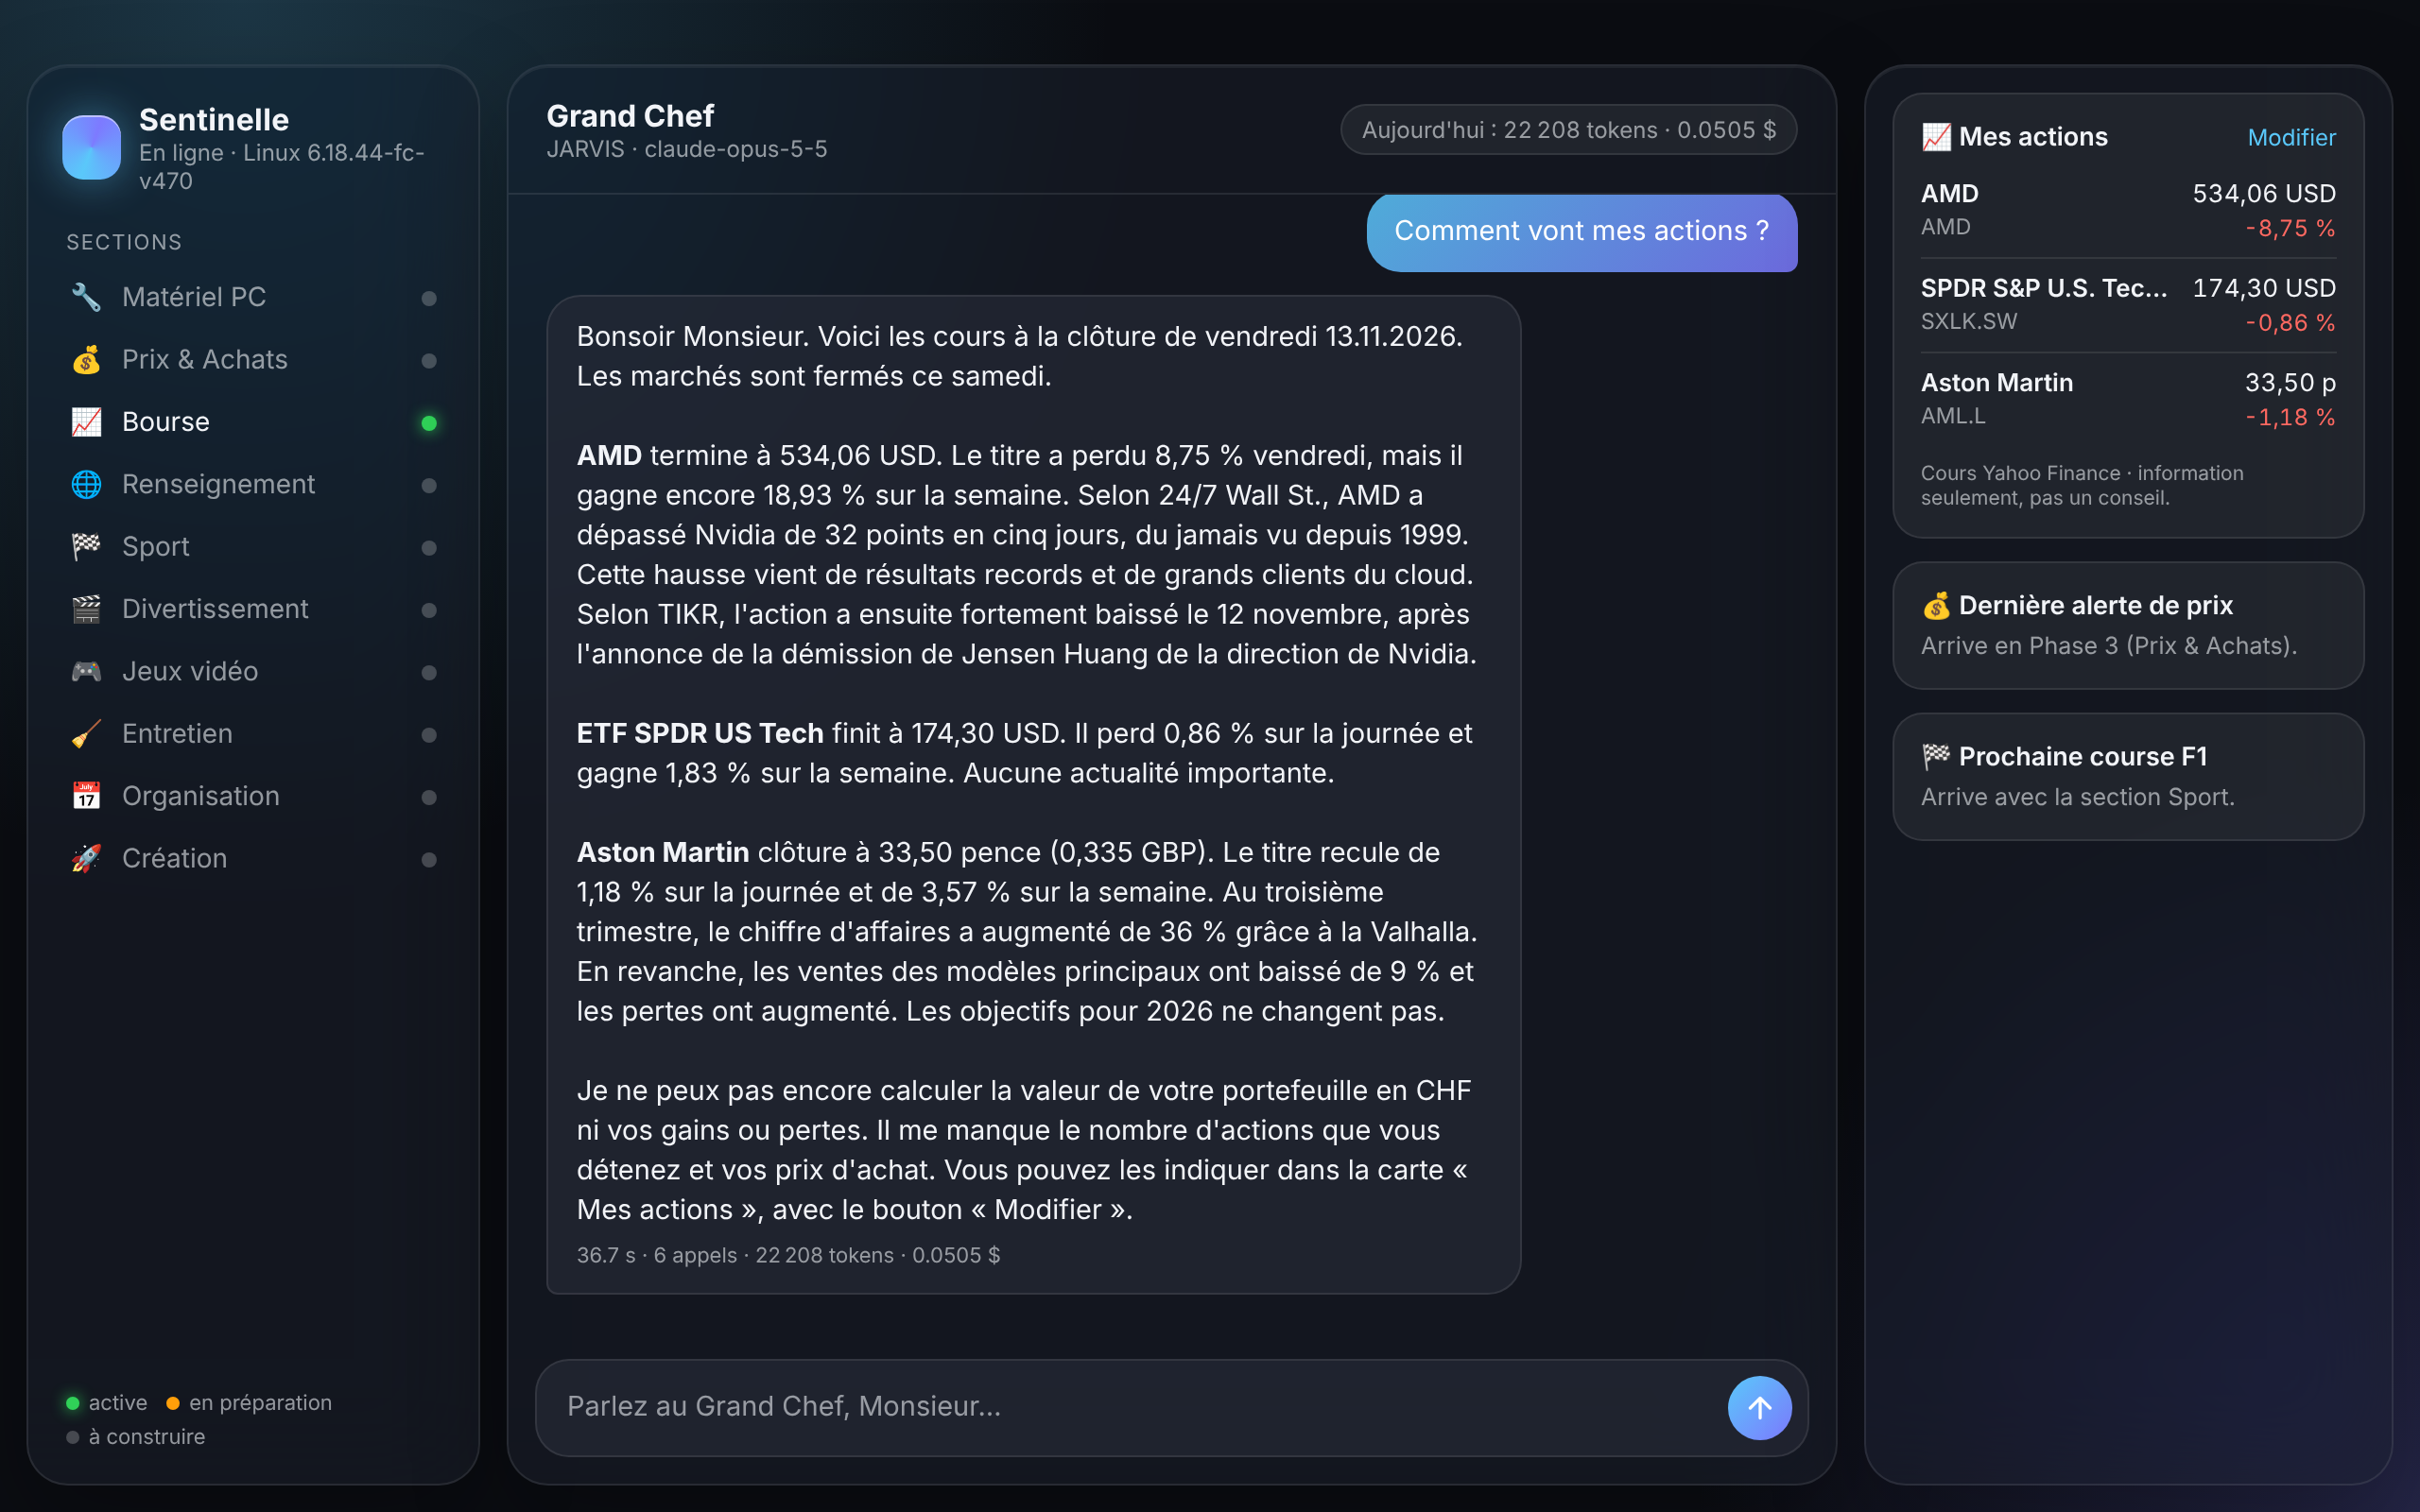 Sentinelle
En ligne · Linux 6.18.44-fc-
v470
SECTIONS
Matériel PC
Prix & Achats
Bourse
Renseignement
Sport
Divertissement
Jeux vidéo
Entretien
Organisation
Création
active
en préparation
à construire
Grand Chef
JARVIS · claude-opus-5-5
Aujourd'hui : 22 208 tokens · 0.0505 $
Comment vont mes actions ?
Bonsoir Monsieur. Voici les cours à la clôture de vendredi 13.11.2026.
Les marchés sont fermés ce samedi.
AMD termine à 534,06 USD. Le titre a perdu 8,75 % vendredi, mais il
gagne encore 18,93 % sur la semaine. Selon 24/7 Wall St., AMD a
dépassé Nvidia de 32 points en cinq jours, du jamais vu depuis 1999.
Cette hausse vient de résultats records et de grands clients du cloud.
Selon TIKR, l'action a ensuite fortement baissé le 12 novembre, après
l'annonce de la démission de Jensen Huang de la direction de Nvidia.
ETF SPDR US Tech finit à 174,30 USD. Il perd 0,86 % sur la journée et
gagne 1,83 % sur la semaine. Aucune actualité importante.
Aston Martin clôture à 33,50 pence (0,335 GBP). Le titre recule de
1,18 % sur la journée et de 3,57 % sur la semaine. Au troisième
trimestre, le chiffre d'affaires a augmenté de 36 % grâce à la Valhalla.
En revanche, les ventes des modèles principaux ont baissé de 9 % et
les pertes ont augmenté. Les objectifs pour 2026 ne changent pas.
Je ne peux pas encore calculer la valeur de votre portefeuille en CHF
ni vos gains ou pertes. Il me manque le nombre d'actions que vous
détenez et vos prix d'achat. Vous pouvez les indiquer dans la carte «
Mes actions », avec le bouton « Modifier ».
36.7 s · 6 appels · 22 208 tokens · 0.0505 $
Parlez au Grand Chef, Monsieur...
Mes actions
Modifier
AMD 534,06 USD
AMD -8,75 %
SPDR S&P U.S. Tec... 174,30 USD
SXLK.SW -0,86 %
Aston Martin 33,50 p
AML.L -1,18 %
Cours Yahoo Finance · information
seulement, pas un conseil.
Dernière alerte de prix
Arrive en Phase 3 (Prix & Achats).
Prochaine course F1
Arrive avec la section Sport.